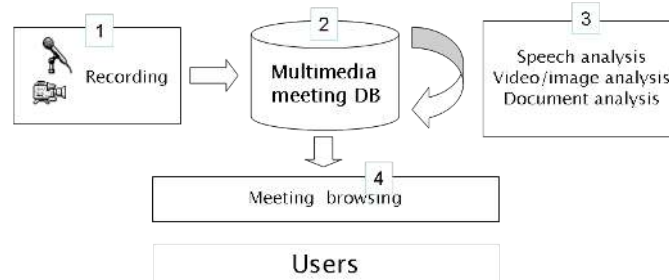 1
Recording
2
Multimedia
meeting DB
3
Speech analysis
Video/image analysis
Document analysis
4
Meeting browsing
Users